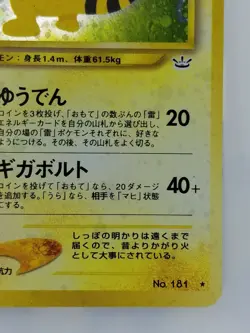 モン：身長1.4m、体重61.5kg
ゆうでん 20
コインを3枚投げ、「おもて」の数ぶんの「雷」
エネルギーカードを自分の山札から選び出し、
自分の場の「雷」ポケモンそれぞれに、好きな
ようにつける。その後、その山札をよく切る。
ギガボルト 40+
コインを投げて「おもて」なら、20ダメージ
を追加する。「うら」なら、相手を「マヒ」状態
にする。
しっぽの明かりは遠くまで
届くので、昔よりかがり火
として大事にされている。
抗力
No. 181 ★